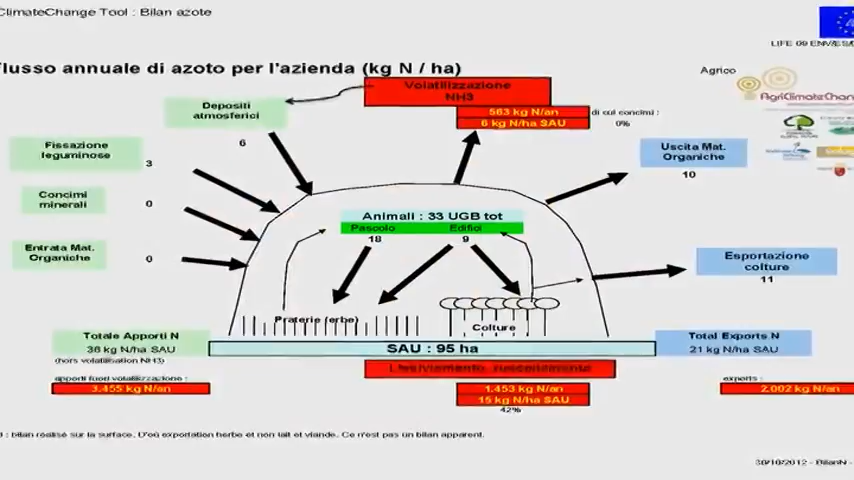 ClimateChange Tool : Bilan azote
LIFE 09 ENV/ES/
flusso annuale di azoto per l'azienda (kg N / ha)
Agrico
AgriClimateChan
Volatilizzazione
NH3
563 kg N/an
6 kg N/ha SAU
di cui concimi :
0%
Depositi
atmosferici
6
Fissazione
leguminose
3
Concimi
minerali
0
Entrata Mat.
Organiche
0
Uscita Mat.
Organiche
10
Animali : 33 UGB tot
Pascolo Edifici
18 9
Esportazione
colture
11
Praterie (erbe)
Colture
Totale Apporti N
38 kg N/ha SAU
(hors volatilisation NH3)
apporti fuori volatilizzazione :
3.455 kg N/an
SAU : 95 ha
Total Exports N
21 kg N/ha SAU
exports :
2.002 kg N/an
Lisciviamento, ruscellamento
1.453 kg N/an
15 kg N/ha SAU
42%
: bilan réalisé sur la surface. D'où exportation herbe et non lait et viande. Ce n'est pas un bilan apparent.
30/10/2012 - BilanN -